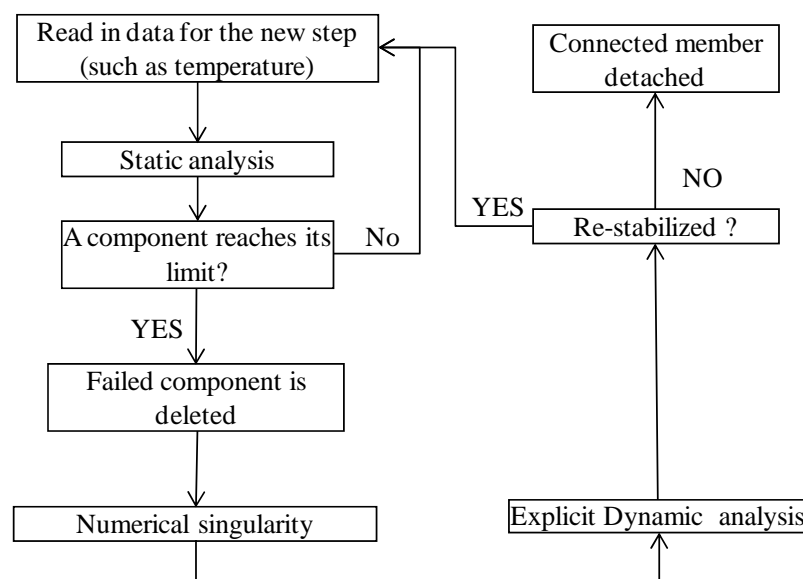 Read in data for the new step
(such as temperature)
Static analysis
A component reaches its
limit?
No
YES
Failed component is
deleted
Numerical singularity
Explicit Dynamic analysis
Re-stabilized ?
YES
NO
Connected member
detached